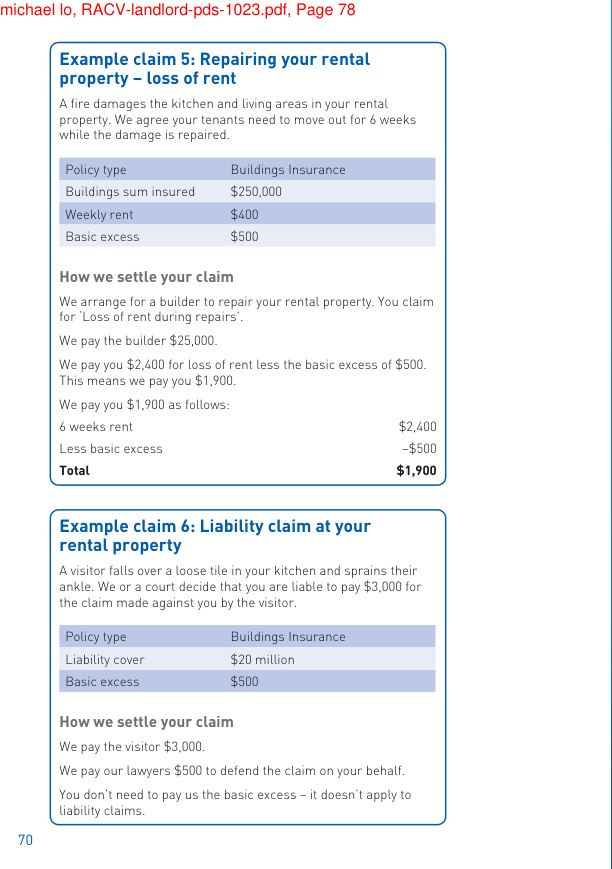 michael lo, RACV-landlord-pds-1023.pdf, Page 78
Example claim 5: Repairing your rental
property – loss of rent
A fire damages the kitchen and living areas in your rental
property. We agree your tenants need to move out for 6 weeks
while the damage is repaired.
Policy type Buildings Insurance
Buildings sum insured $250,000
Weekly rent $400
Basic excess $500
How we settle your claim
We arrange for a builder to repair your rental property. You claim
for ‘Loss of rent during repairs’.
We pay the builder $25,000.
We pay you $2,400 for loss of rent less the basic excess of $500.
This means we pay you $1,900.
We pay you $1,900 as follows:
6 weeks rent $2,400
Less basic excess –$500
Total $1,900
Example claim 6: Liability claim at your
rental property
A visitor falls over a loose tile in your kitchen and sprains their
ankle. We or a court decide that you are liable to pay $3,000 for
the claim made against you by the visitor.
Policy type Buildings Insurance
Liability cover $20 million
Basic excess $500
How we settle your claim
We pay the visitor $3,000.
We pay our lawyers $500 to defend the claim on your behalf.
You don’t need to pay us the basic excess – it doesn’t apply to
liability claims.
70